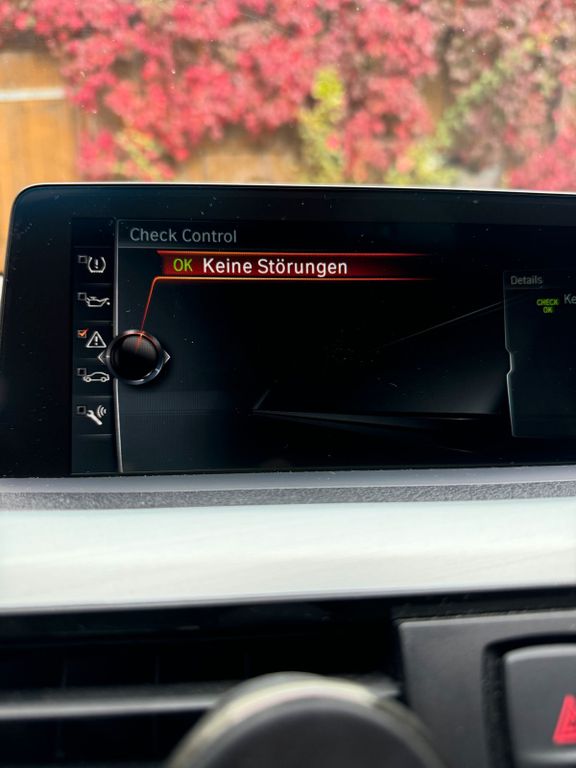 Check Control
OK Keine Störungen
Details
CHECK
OK